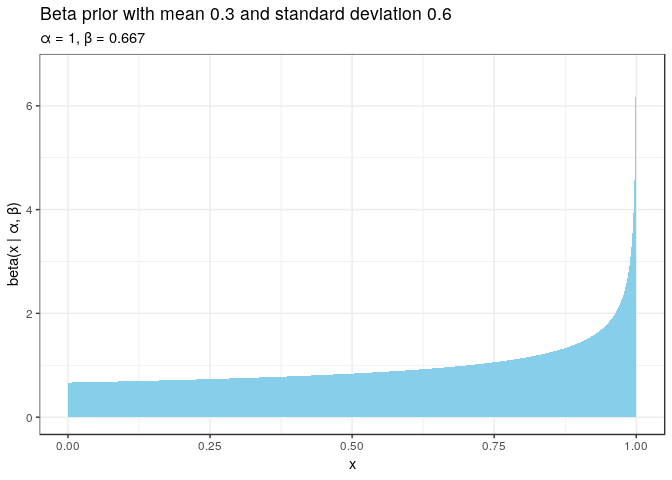 Beta prior with mean 0.3 and standard deviation 0.6
α = 1, β = 0.667
6
4
2
0
beta(x | α, β)
0.00 0.25 0.50 0.75 1.00
x